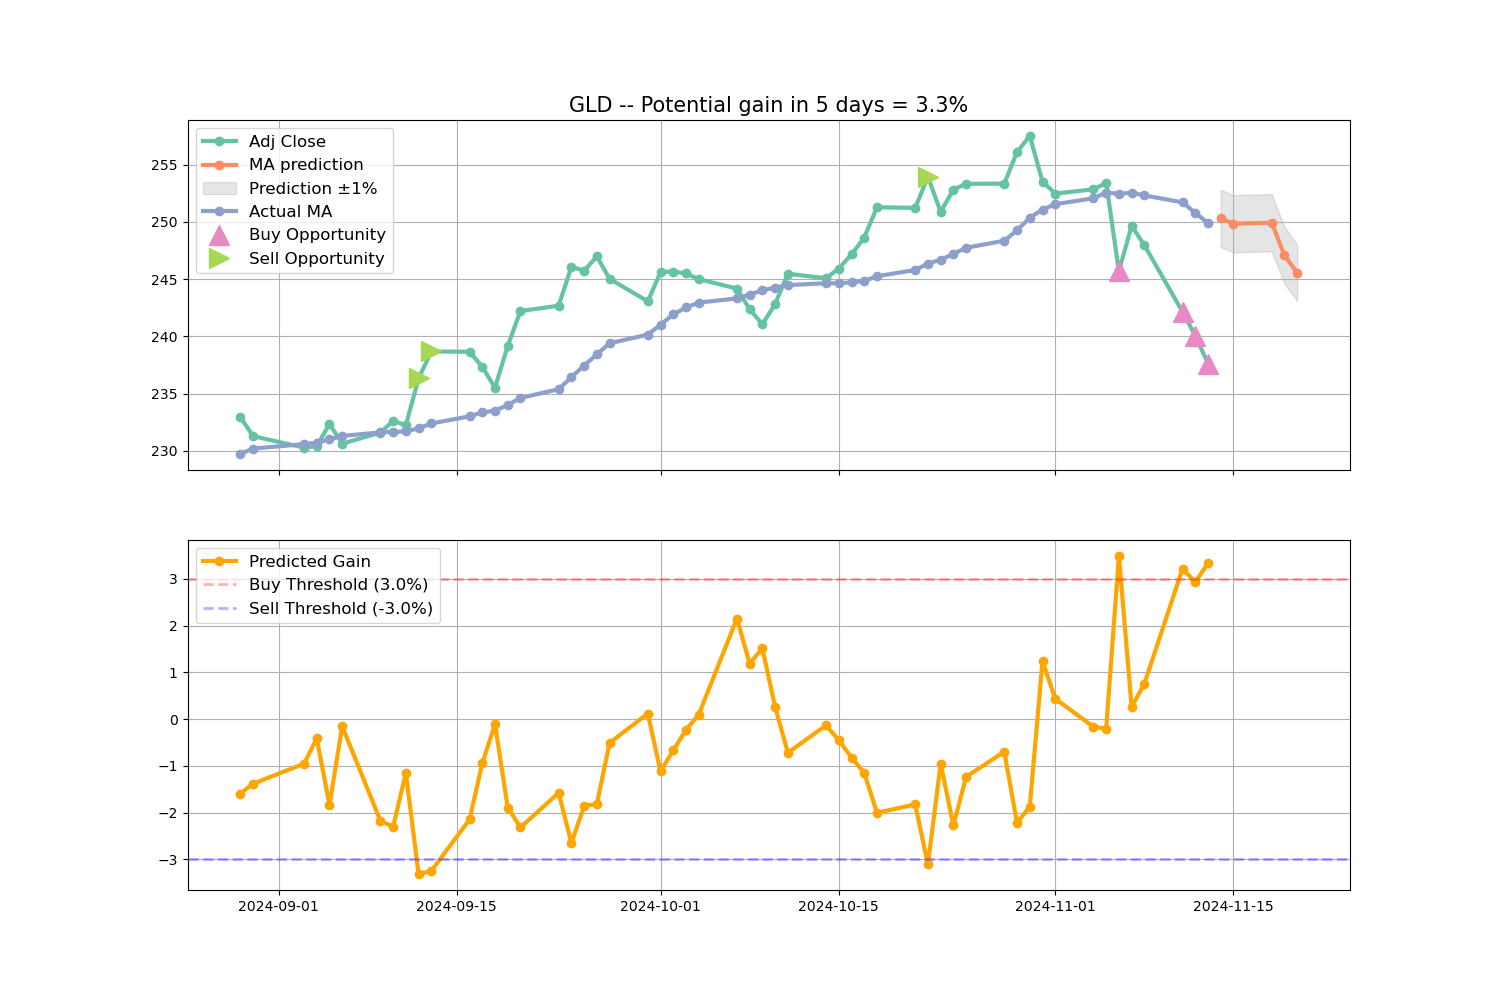 GLD -- Potential gain in 5 days = 3.3%
Adj Close
MA prediction
Prediction ±1%
Actual MA
Buy Opportunity
Sell Opportunity
255
250
245
240
235
230
Predicted Gain
Buy Threshold (3.0%)
Sell Threshold (-3.0%)
3
2
1
0
−1
−2
−3
2024-09-01
2024-09-15
2024-10-01
2024-10-15
2024-11-01
2024-11-15